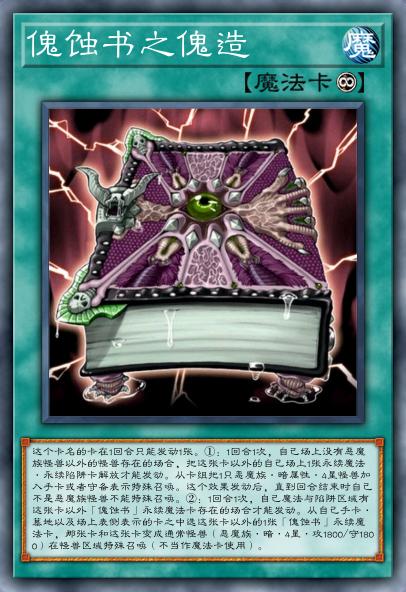 傀蚀书之傀造
魔
【魔法卡∞】
这个卡名的卡在1回合只能发动1张。①：1回合1次，自己场上没有恶魔
族怪兽以外的怪兽存在的场合，把这张卡以外的自己场上1张永续魔法
·永续陷阱卡解放才能发动。从卡组把1只恶魔族·暗属性·4星怪兽加
入手卡或者守备表示特殊召唤。这个效果发动后，直到回合结束时自己
不是恶魔族怪兽不能特殊召唤。②：1回合1次，自己魔法与陷阱区域有
这张卡以外「傀蚀书」永续魔法卡存在的场合才能发动。从自己手卡·
墓地以及场上表侧表示的卡之中选这张卡以外的1张「傀蚀书」永续魔
法卡，那张卡和这张卡变成通常怪兽（恶魔族·暗·4星·攻1800/守180
0）在怪兽区域特殊召唤（不当作魔法卡使用）。